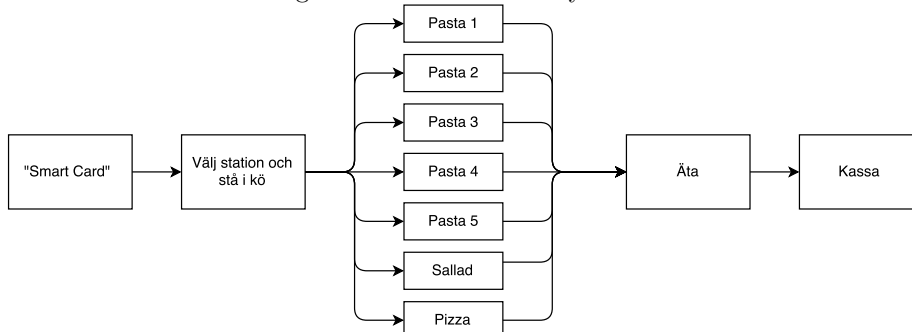 Pasta 1
Pasta 2
Pasta 3
"Smart Card"
Välj station och
stå i kö
Pasta 4
Äta
Kassa
Pasta 5
Sallad
Pizza